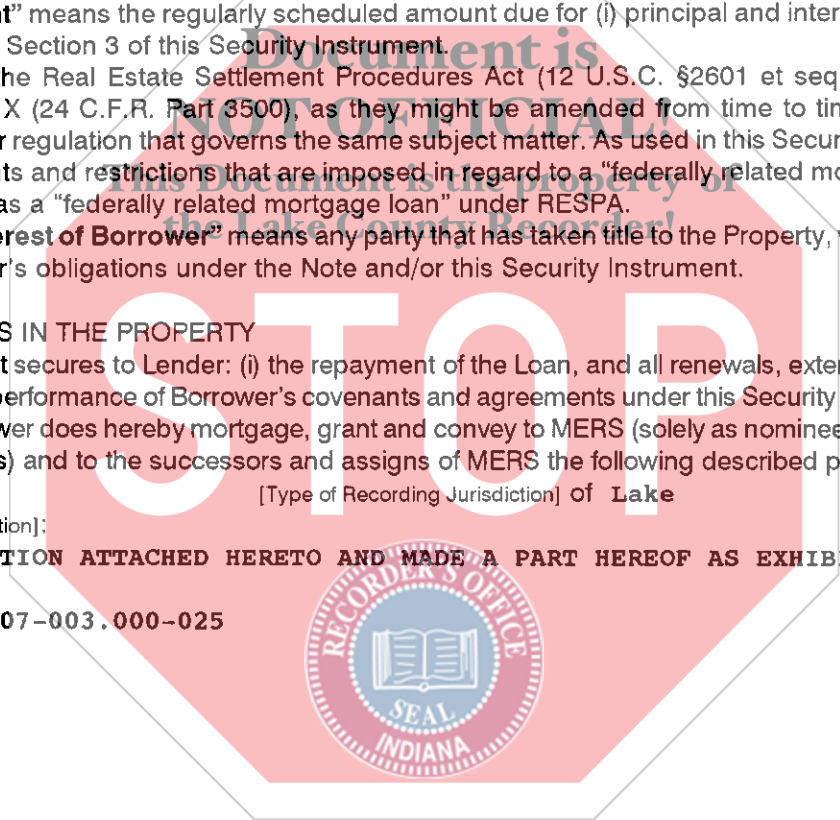 t” means the regularly scheduled amount due for (i) principal and inter
Section 3 of this Security Instrument.
Document is
he Real Estate Settlement Procedures Act (12 U.S.C. §2601 et seq
X (24 C.F.R. Part 3500), as they might be amended from time to tim
NOT OFFICIAL!
r regulation that governs the same subject matter. As used in this Secur
ts and restrictions that are imposed in regard to a “federally related mo
This Document is the property of
as a “federally related mortgage loan” under RESPA.
the Lake County Recorder!
erest of Borrower” means any party that has taken title to the Property,
r’s obligations under the Note and/or this Security Instrument.
S IN THE PROPERTY
t secures to Lender: (i) the repayment of the Loan, and all renewals, exter
performance of Borrower’s covenants and agreements under this Security
wer does hereby mortgage, grant and convey to MERS (solely as nominee
s) and to the successors and assigns of MERS the following described p
STOP
[Type of Recording Jurisdiction] of Lake
tion]:
TION ATTACHED HERETO AND MADE A PART HEREOF AS EXHIB
07-003.000-025
RECORDER'S OFFICE
SEAL
INDIANA